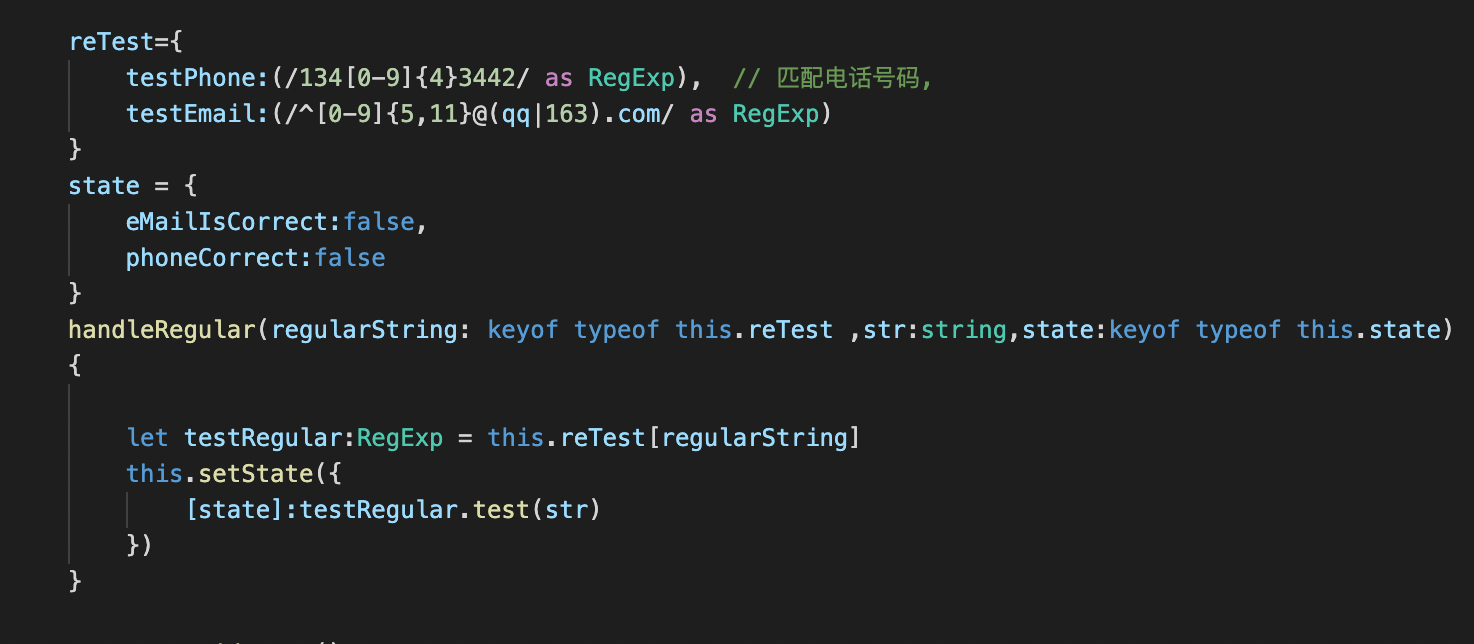 reTest={
testPhone:(/134[0-9]{4}3442/ as RegExp),  // 匹配电话号码,
testEmail:(/^[0-9]{5,11}@(qq|163).com/ as RegExp)
}
state = {
eMailIsCorrect:false,
phoneCorrect:false
}
handleRegular(regularString: keyof typeof this.reTest ,str:string,state:keyof typeof this.state)
{
let testRegular:RegExp = this.reTest[regularString]
this.setState({
[state]:testRegular.test(str)
})
}